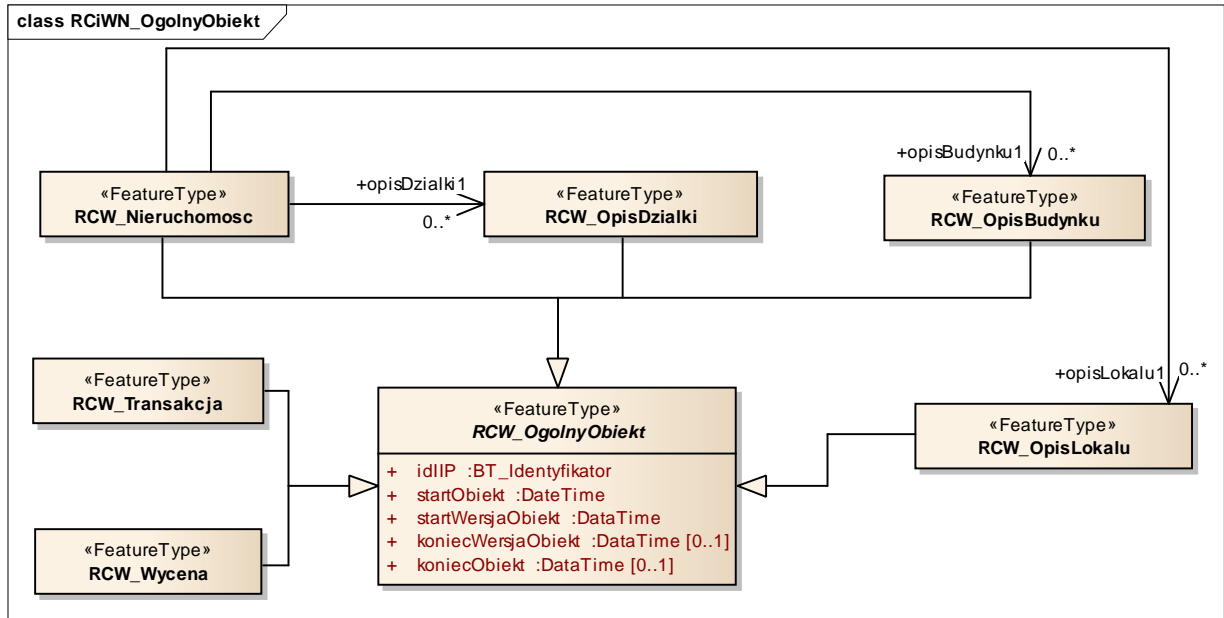 class RCiWN_OgolnyObiekt
«FeatureType»
RCW_Nieruchomosc
+opisDzialki1
0..*
«FeatureType»
RCW_OpisDzialki
+opisBudynku1
0..*
«FeatureType»
RCW_OpisBudynku
«FeatureType»
RCW_Transakcja
«FeatureType»
RCW_OgolnyObiekt
+ idIIP :BT_Identyfikator
+ startObiekt :DateTime
+ startWersjaObiekt :DataTime
+ koniecWersjaObiekt :DataTime [0..1]
+ koniecObiekt :DataTime [0..1]
+opisLokalu1
0..*
«FeatureType»
RCW_OpisLokalu
«FeatureType»
RCW_Wycena